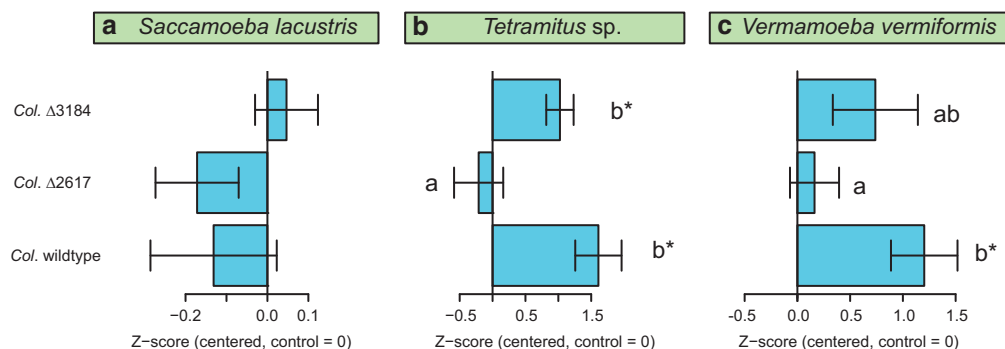 a Saccamoeba lacustris
b Tetramitus sp.
c Vermamoeba vermiformis
Col. Δ3184
b*
ab
Col. Δ2617
a
a
Col. wildtype
b*
b*
−0.2 0.0 0.1
-0.5 0.5 1.5
-0.5 0.0 0.5 1.0 1.5
Z−score (centered, control = 0)
Z−score (centered, control = 0)
Z−score (centered, control = 0)